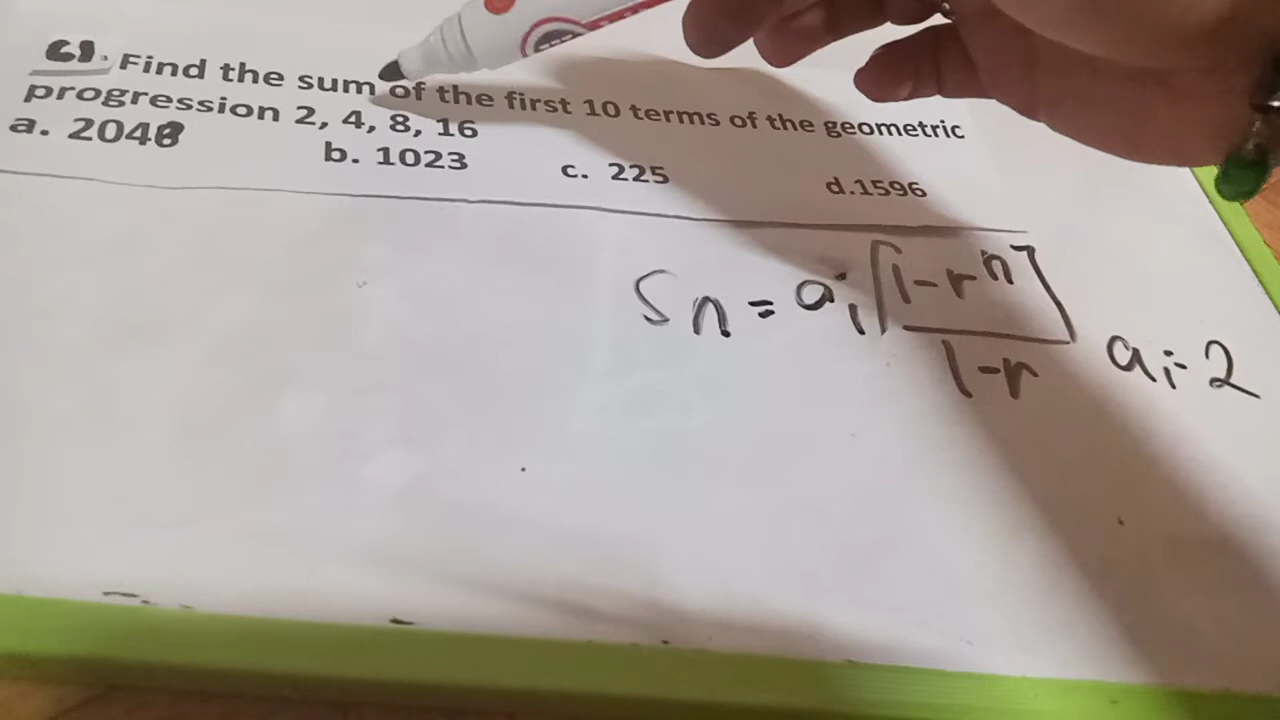 61. Find the sum of the first 10 terms of the geometric
progression 2, 4, 8, 16
a. 2048 b. 1023 c. 225 d.1596
Sn = a₁[1-rⁿ]
1-r
a₁ = 2